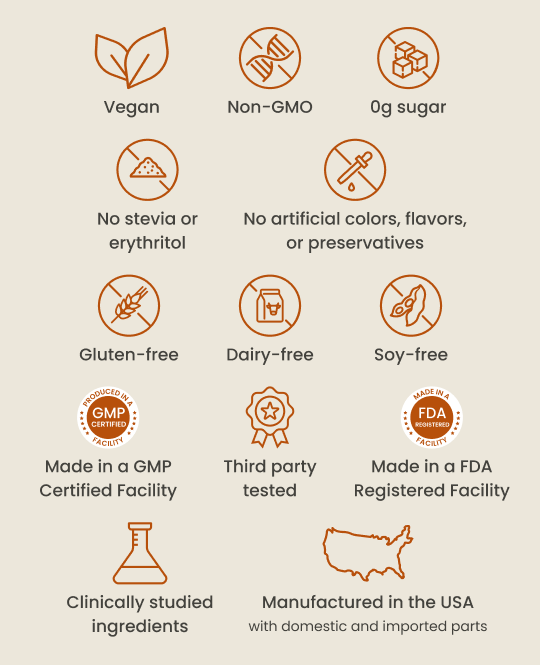 Vegan
Non-GMO
0g sugar
No stevia or
erythritol
No artificial colors, flavors,
or preservatives
Gluten-free
Dairy-free
Soy-free
PRODUCED IN A
GMP
CERTIFIED
FACILITY
Made in a GMP
Certified Facility
Third party
tested
MADE IN A
FDA
REGISTERED
FACILITY
Made in a FDA
Registered Facility
Clinically studied
ingredients
Manufactured in the USA
with domestic and imported parts